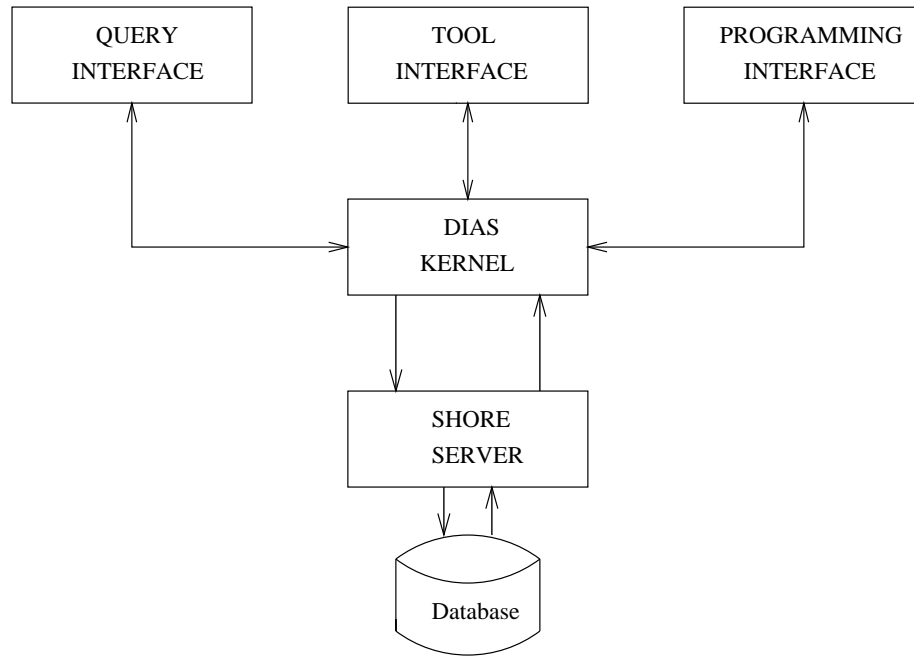 QUERY
INTERFACE
TOOL
INTERFACE
PROGRAMMING
INTERFACE
DIAS
KERNEL
SHORE
SERVER
Database